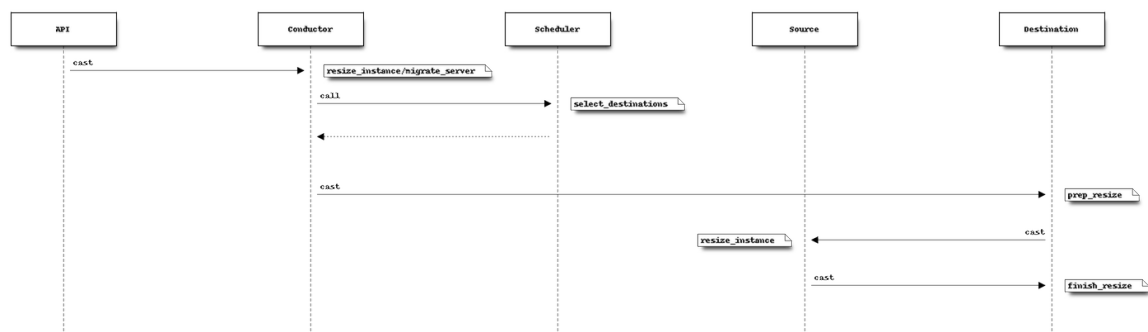 API
Conductor
Scheduler
Source
Destination
cast
resize_instance/migrate_server
call
select_destinations
cast
prep_resize
resize_instance
cast
cast
finish_resize